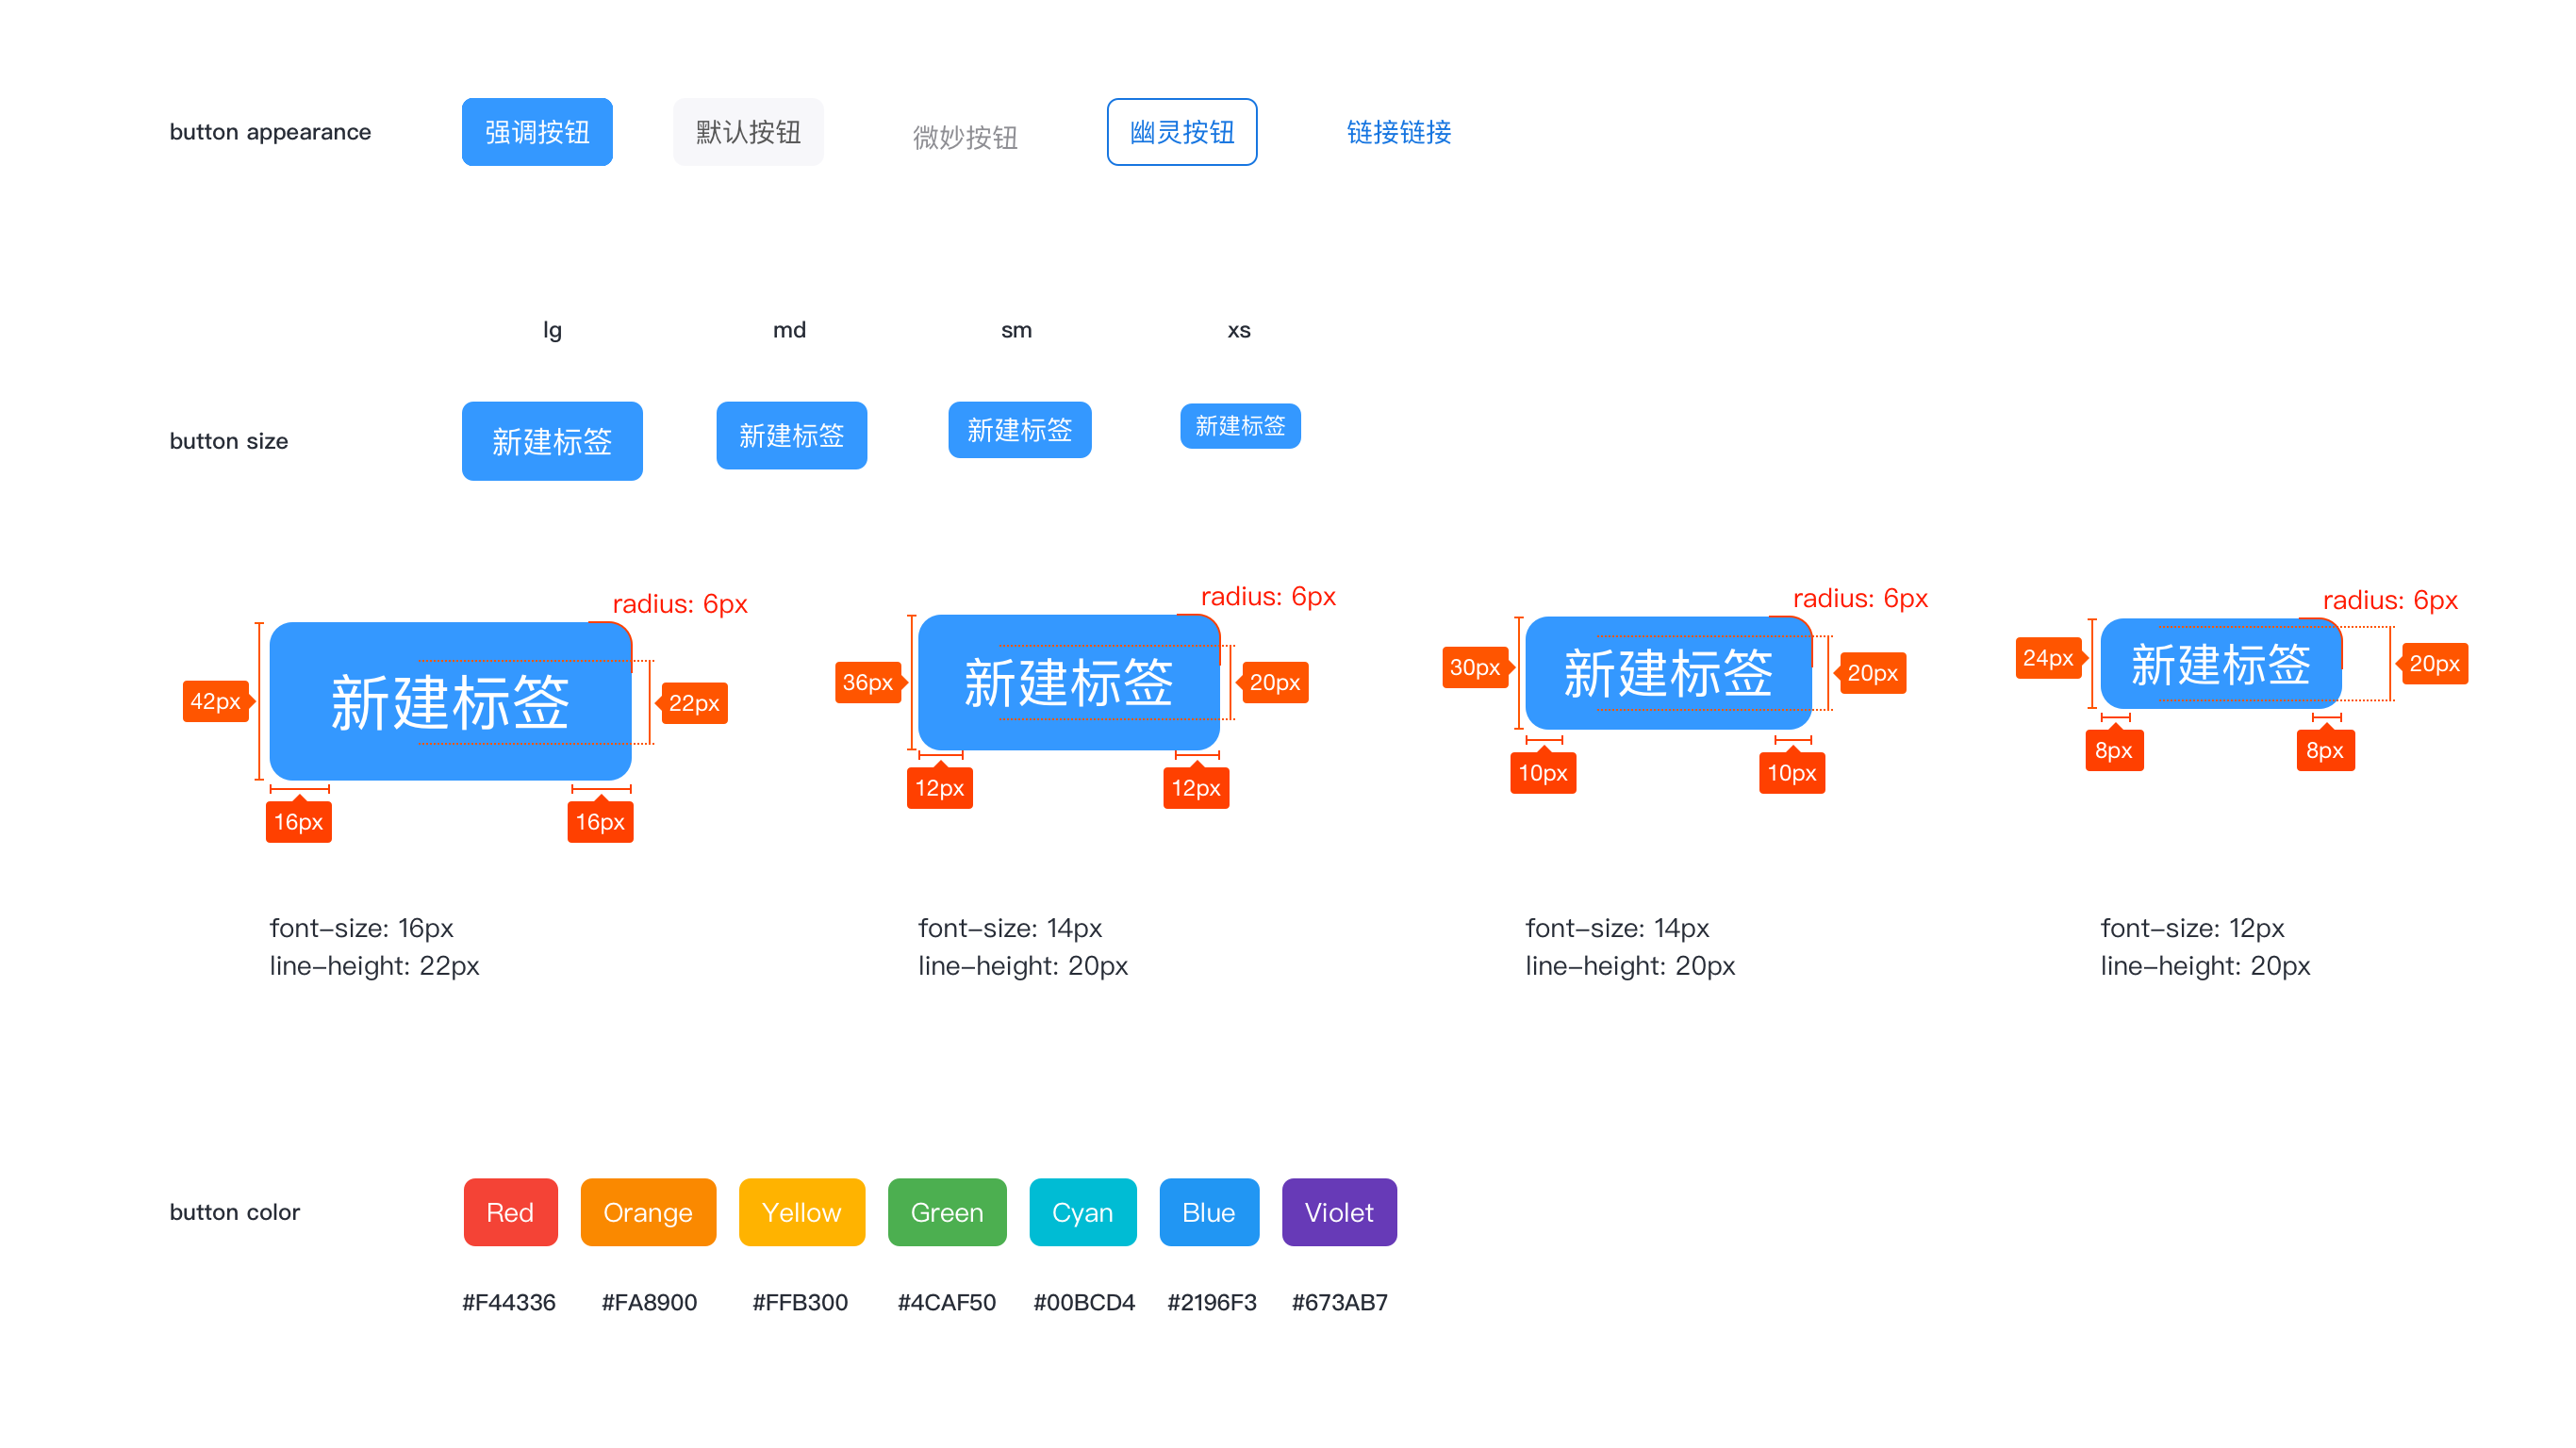 button appearance
强调按钮
默认按钮
微妙按钮
幽灵按钮
链接链接
lg
md
sm
xs
button size
新建标签
新建标签
新建标签
新建标签
radius: 6px
42px
新建标签
22px
16px
16px
radius: 6px
36px
新建标签
20px
12px
12px
radius: 6px
30px
新建标签
20px
10px
10px
radius: 6px
24px
新建标签
20px
8px
8px
font-size: 16px
line-height: 22px
font-size: 14px
line-height: 20px
font-size: 14px
line-height: 20px
font-size: 12px
line-height: 20px
button color
Red
Orange
Yellow
Green
Cyan
Blue
Violet
#F44336
#FA8900
#FFB300
#4CAF50
#00BCD4
#2196F3
#673AB7